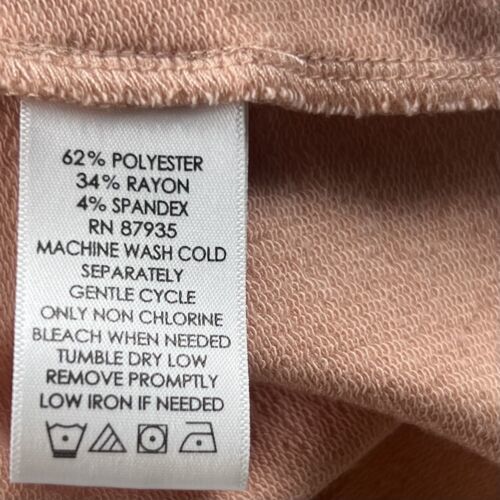 62% POLYESTER
34% RAYON
4% SPANDEX
RN 87935
MACHINE WASH COLD
SEPARATELY
GENTLE CYCLE
ONLY NON CHLORINE
BLEACH WHEN NEEDED
TUMBLE DRY LOW
REMOVE PROMPTLY
LOW IRON IF NEEDED